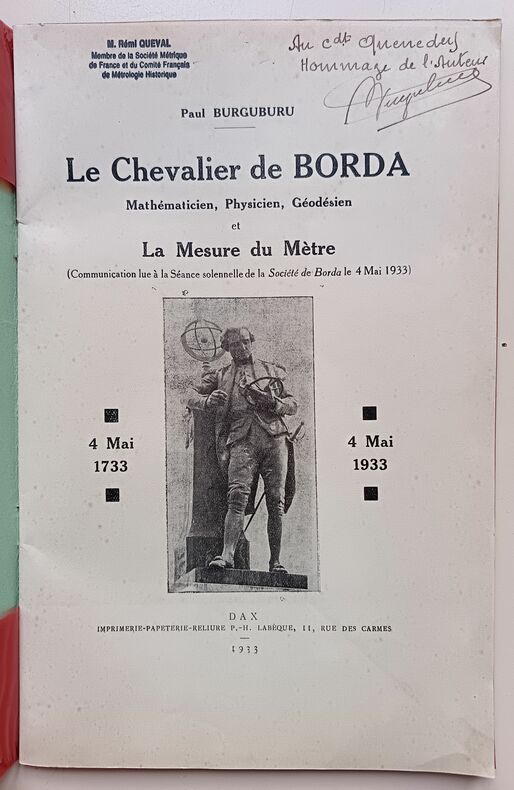 M. Rémi QUEVAL
Membre de la Société Métrique
de France et du Comité Français
de Métrologie Historique
Au Cdt Quenedey
Hommage de l'Auteur
Paul BURGUBURU
Le Chevalier de BORDA
Mathématicien, Physicien, Géodésien
et
La Mesure du Mètre
(Communication lue à la Séance solennelle de la Société de Borda le 4 Mai 1933)
4 Mai
1733
4 Mai
1933
DAX
IMPRIMERIE-PAPETERIE-RELIURE P.-H. LABÈQUE, 11, RUE DES CARMES
1933